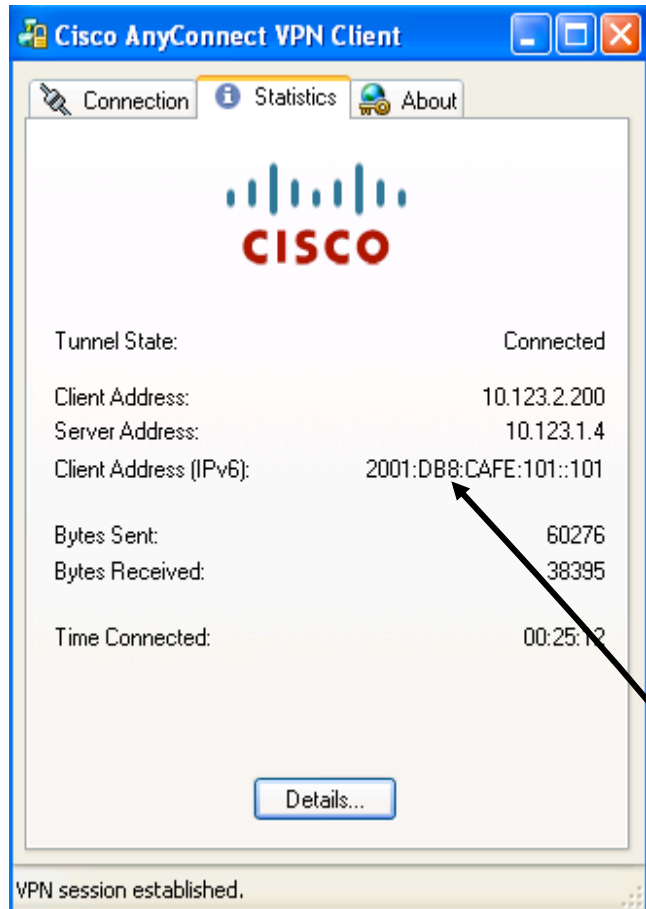 Cisco AnyConnect VPN Client
Connection Statistics About
CISCO
Tunnel State: Connected
Client Address: 10.123.2.200
Server Address: 10.123.1.4
Client Address (IPv6): 2001:DB8:CAFE:101::101
Bytes Sent: 60276
Bytes Received: 38395
Time Connected: 00:25:12
Details...
VPN session established.